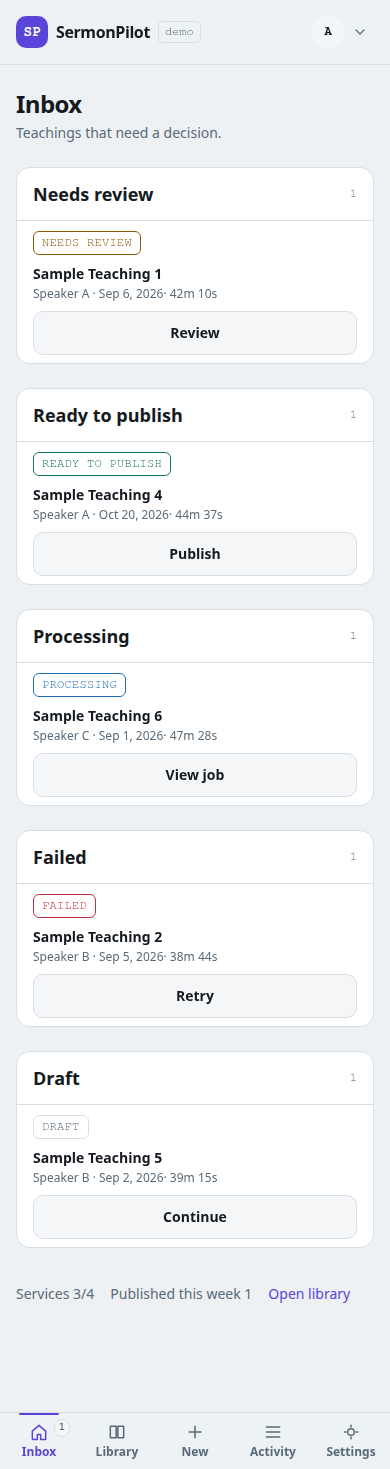 SP SermonPilot demo A
Inbox
Teachings that need a decision.
Needs review 1
NEEDS REVIEW
Sample Teaching 1
Speaker A · Sep 6, 2026· 42m 10s
Review
Ready to publish 1
READY TO PUBLISH
Sample Teaching 4
Speaker A · Oct 20, 2026· 44m 37s
Publish
Processing 1
PROCESSING
Sample Teaching 6
Speaker C · Sep 1, 2026· 47m 28s
View job
Failed 1
FAILED
Sample Teaching 2
Speaker B · Sep 5, 2026· 38m 44s
Retry
Draft 1
DRAFT
Sample Teaching 5
Speaker B · Sep 2, 2026· 39m 15s
Continue
Services 3/4 Published this week 1 Open library
1
Inbox Library New Activity Settings